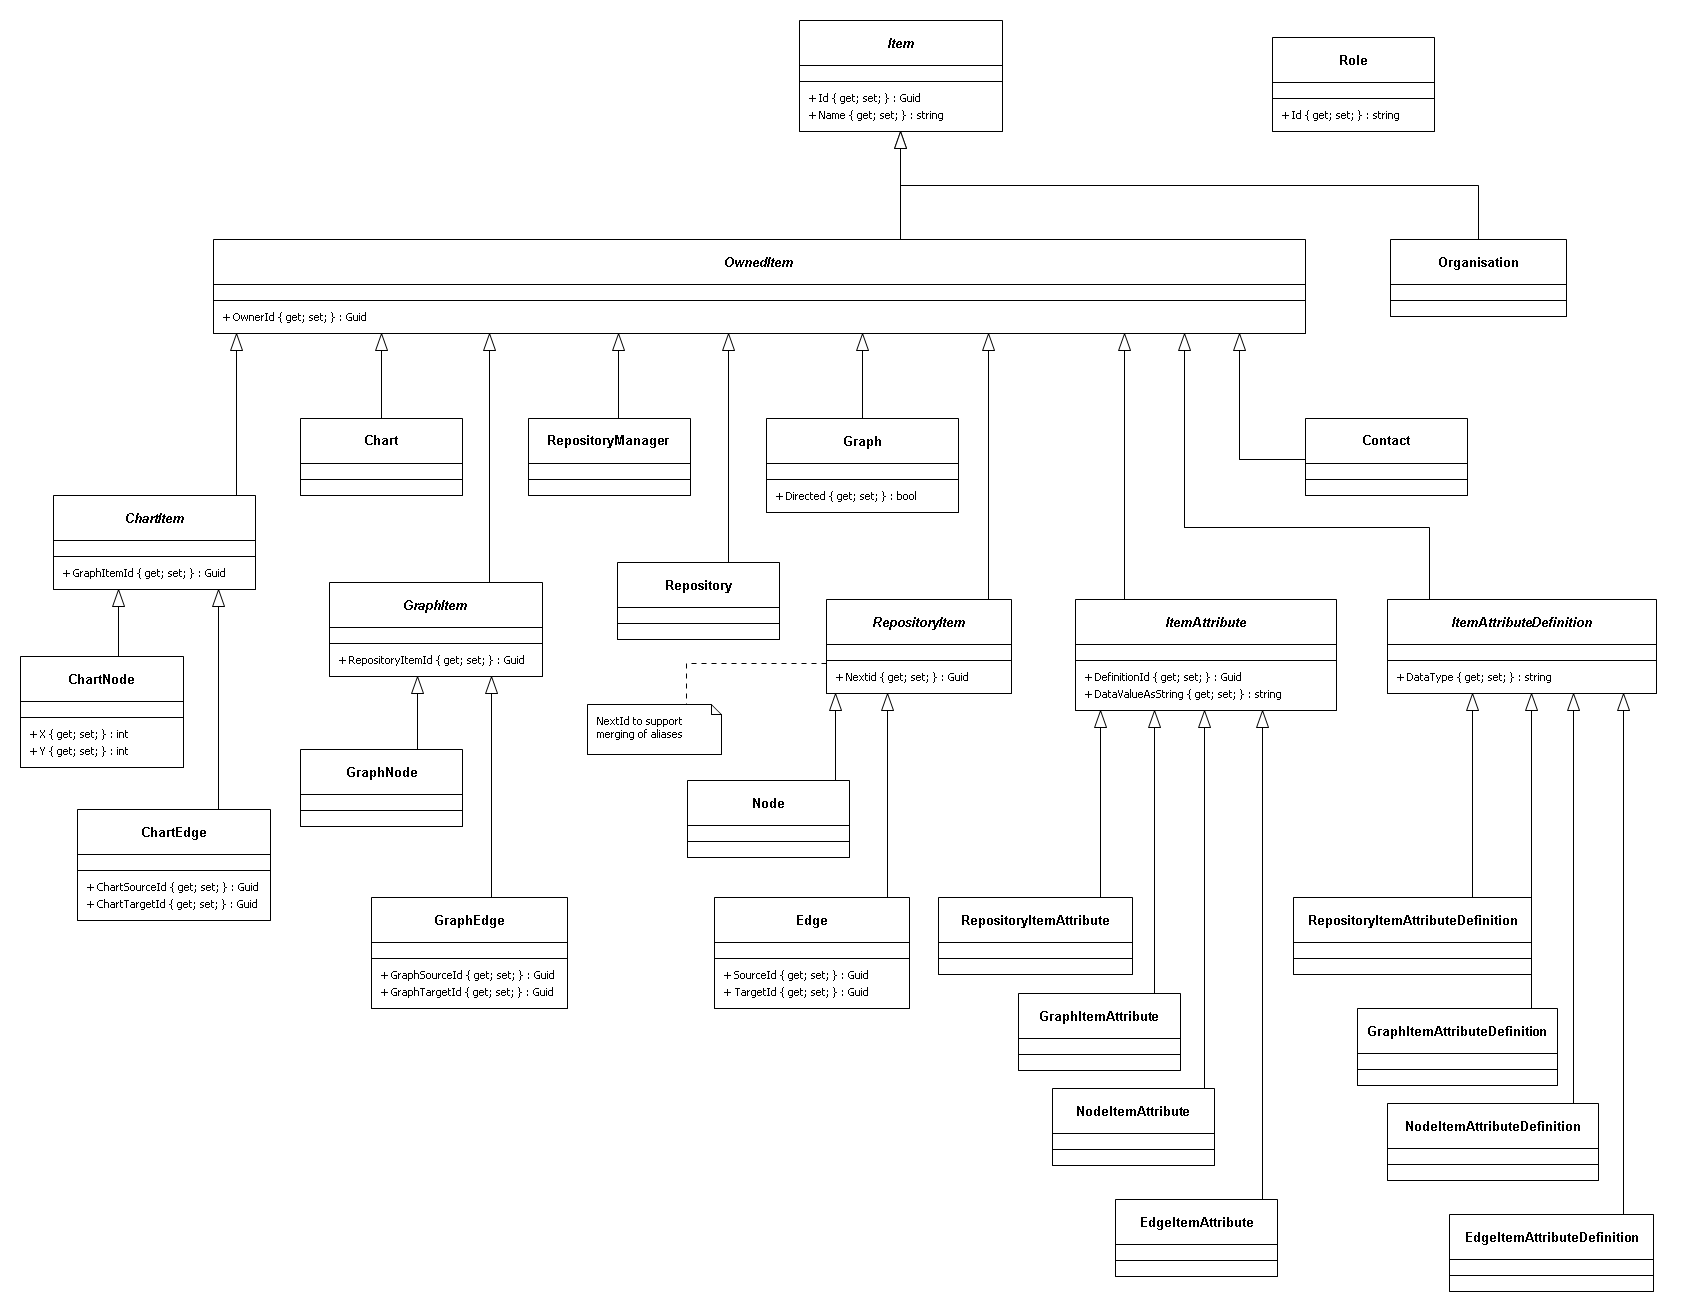 Item
+ Id { get; set; } : Guid
+ Name { get; set; } : string
Role
+ Id { get; set; } : string
OwnedItem
+ OwnerId { get; set; } : Guid
Organisation
Chart
RepositoryManager
Graph
+ Directed { get; set; } : bool
Contact
ChartItem
+ GraphItemId { get; set; } : Guid
GraphItem
+ RepositoryItemId { get; set; } : Guid
Repository
RepositoryItem
+ Nextid { get; set; } : Guid
ItemAttribute
+ DefinitionId { get; set; } : Guid
+ DataValueAsString { get; set; } : string
ItemAttributeDefinition
+ DataType { get; set; } : string
ChartNode
+ X { get; set; } : int
+ Y { get; set; } : int
NextId to support
merging of aliases
GraphNode
Node
ChartEdge
+ ChartSourceId { get; set; } : Guid
+ ChartTargetId { get; set; } : Guid
GraphEdge
+ GraphSourceId { get; set; } : Guid
+ GraphTargetId { get; set; } : Guid
Edge
+ SourceId { get; set; } : Guid
+ TargetId { get; set; } : Guid
RepositoryItemAttribute
RepositoryItemAttributeDefinition
GraphItemAttribute
GraphItemAttributeDefinition
NodeItemAttribute
NodeItemAttributeDefinition
EdgeItemAttribute
EdgeItemAttributeDefinition